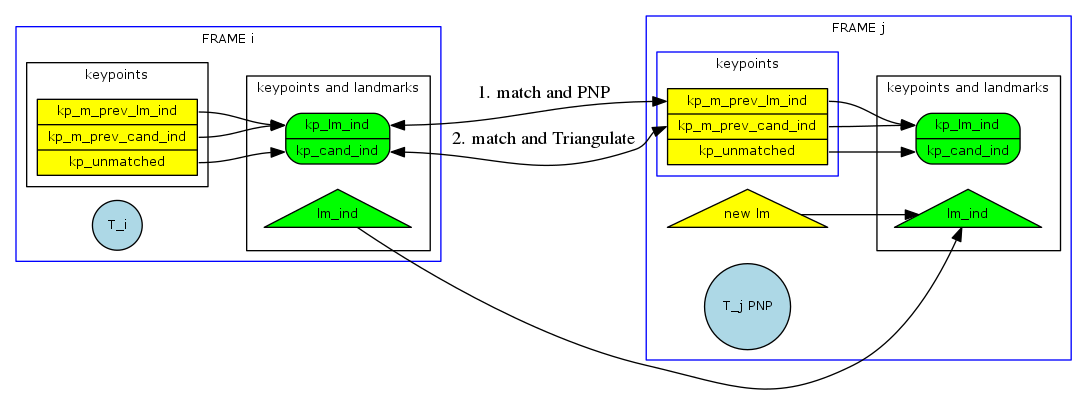 FRAME i
keypoints
kp_m_prev_lm_ind
kp_m_prev_cand_ind
kp_unmatched
T_i
keypoints and landmarks
kp_lm_ind
kp_cand_ind
lm_ind
1. match and PNP
2. match and Triangulate
FRAME j
keypoints
kp_m_prev_lm_ind
kp_m_prev_cand_ind
kp_unmatched
new lm
T_j PNP
keypoints and landmarks
kp_lm_ind
kp_cand_ind
lm_ind